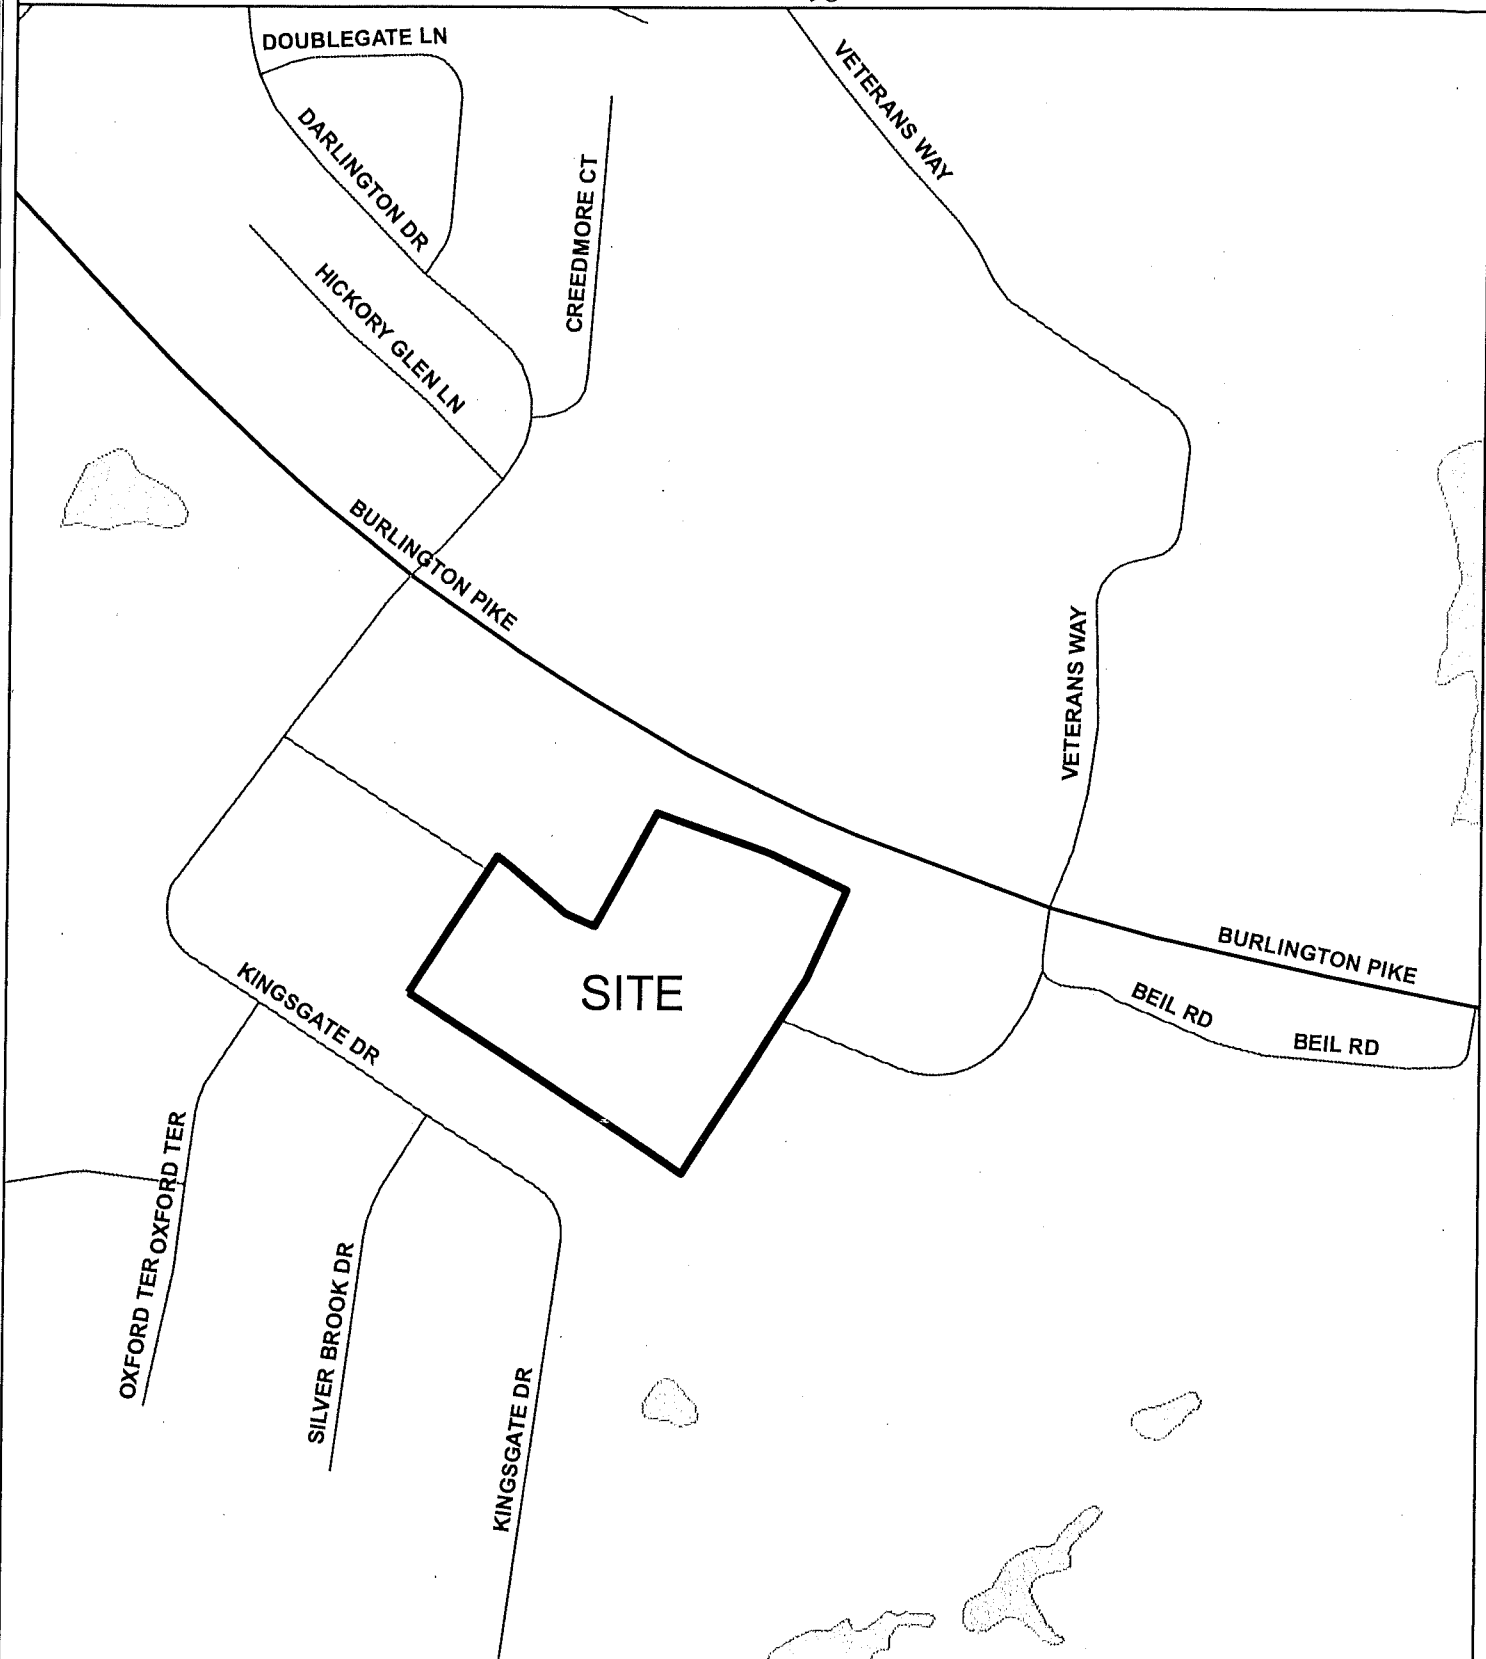 DOUBLEGATE LN
VETERANS WAY
DARLINGTON DR
CREEDMORE CT
HICKORY GLEN LN
BURLINGTON PIKE
VETERANS WAY
SITE
BURLINGTON PIKE
KINGSGATE DR
BEIL RD
BEIL RD
OXFORD TER
OXFORD TER
SILVER BROOK DR
KINGSGATE DR